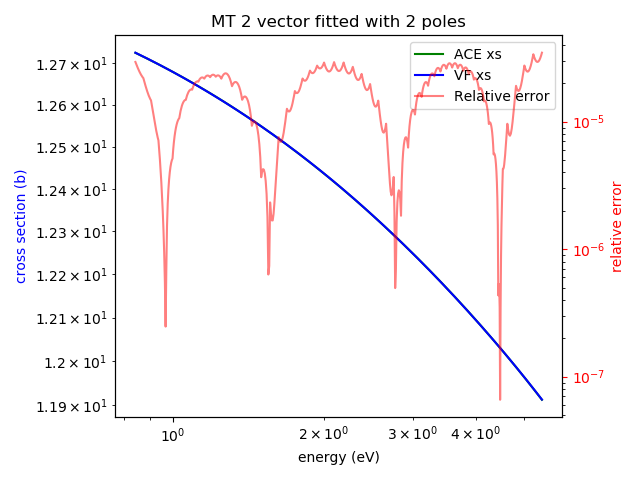 MT 2 vector fitted with 2 poles
ACE xs
VF xs
Relative error
1.27 × 10¹
1.26 × 10¹
1.25 × 10¹
1.24 × 10¹
1.23 × 10¹
1.22 × 10¹
1.21 × 10¹
1.2 × 10¹
1.19 × 10¹
cross section (b)
10⁻⁵
10⁻⁶
10⁻⁷
relative error
10⁰ 2 × 10⁰ 3 × 10⁰ 4 × 10⁰
energy (eV)